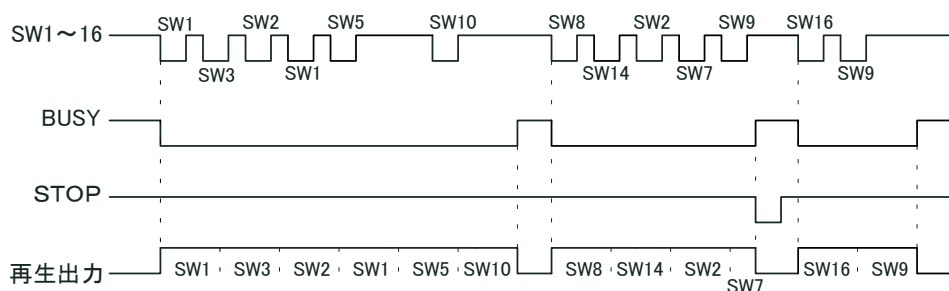 SW1 SW2 SW5 SW10 SW8 SW2 SW9 SW16
SW1～16
SW3 SW1 SW14 SW7 SW9
BUSY
STOP
再生出力
SW1 SW3 SW2 SW1 SW5 SW10 SW8 SW14 SW2 SW7 SW16 SW9